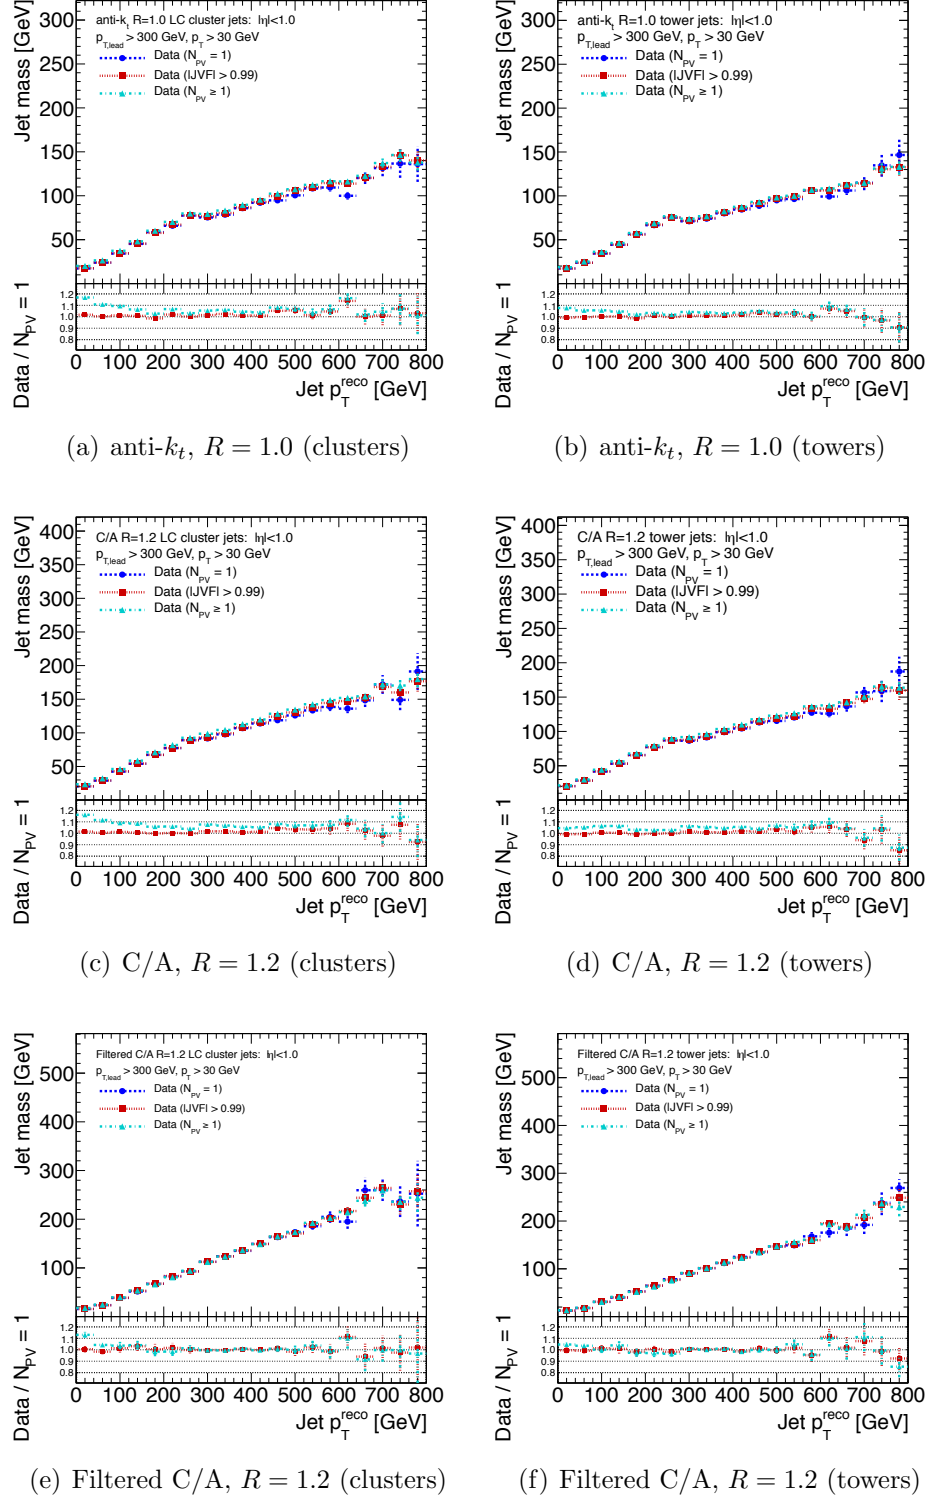 Jet mass [GeV]
300
250
200
150
100
50
anti-k_t R=1.0 LC cluster jets: |η|<1.0
p_T,lead > 300 GeV, p_T > 30 GeV
Data (N_PV = 1)
Data (|JVF| > 0.99)
Data (N_PV ≥ 1)
Data / N_PV = 1
1.2
1.1
1.0
0.9
0.8
0 100 200 300 400 500 600 700 800
Jet p_T^reco [GeV]
(a) anti-k_t, R = 1.0 (clusters)
Jet mass [GeV]
300
250
200
150
100
50
anti-k_t R=1.0 tower jets: |η|<1.0
p_T,lead > 300 GeV, p_T > 30 GeV
Data (N_PV = 1)
Data (|JVF| > 0.99)
Data (N_PV ≥ 1)
Data / N_PV = 1
1.2
1.1
1.0
0.9
0.8
0 100 200 300 400 500 600 700 800
Jet p_T^reco [GeV]
(b) anti-k_t, R = 1.0 (towers)
Jet mass [GeV]
400
350
300
250
200
150
100
50
C/A R=1.2 LC cluster jets: |η|<1.0
p_T,lead > 300 GeV, p_T > 30 GeV
Data (N_PV = 1)
Data (|JVF| > 0.99)
Data (N_PV ≥ 1)
Data / N_PV = 1
1.2
1.1
1.0
0.9
0.8
0 100 200 300 400 500 600 700 800
Jet p_T^reco [GeV]
(c) C/A, R = 1.2 (clusters)
Jet mass [GeV]
400
350
300
250
200
150
100
50
C/A R=1.2 tower jets: |η|<1.0
p_T,lead > 300 GeV, p_T > 30 GeV
Data (N_PV = 1)
Data (|JVF| > 0.99)
Data (N_PV ≥ 1)
Data / N_PV = 1
1.2
1.1
1.0
0.9
0.8
0 100 200 300 400 500 600 700 800
Jet p_T^reco [GeV]
(d) C/A, R = 1.2 (towers)
Jet mass [GeV]
500
400
300
200
100
Filtered C/A R=1.2 LC cluster jets: |η|<1.0
p_T,lead > 300 GeV, p_T > 30 GeV
Data (N_PV = 1)
Data (|JVF| > 0.99)
Data (N_PV ≥ 1)
Data / N_PV = 1
1.2
1.1
1.0
0.9
0.8
0 100 200 300 400 500 600 700 800
Jet p_T^reco [GeV]
(e) Filtered C/A, R = 1.2 (clusters)
Jet mass [GeV]
500
400
300
200
100
Filtered C/A R=1.2 tower jets: |η|<1.0
p_T,lead > 300 GeV, p_T > 30 GeV
Data (N_PV = 1)
Data (|JVF| > 0.99)
Data (N_PV ≥ 1)
Data / N_PV = 1
1.2
1.1
1.0
0.9
0.8
0 100 200 300 400 500 600 700 800
Jet p_T^reco [GeV]
(f) Filtered C/A, R = 1.2 (towers)